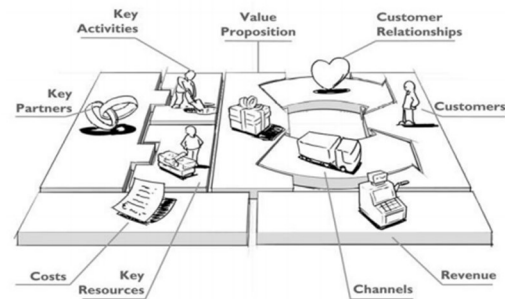 Key
Activities
Value
Proposition
Customer
Relationships
Key
Partners
Customers
Costs
Key
Resources
Channels
Revenue